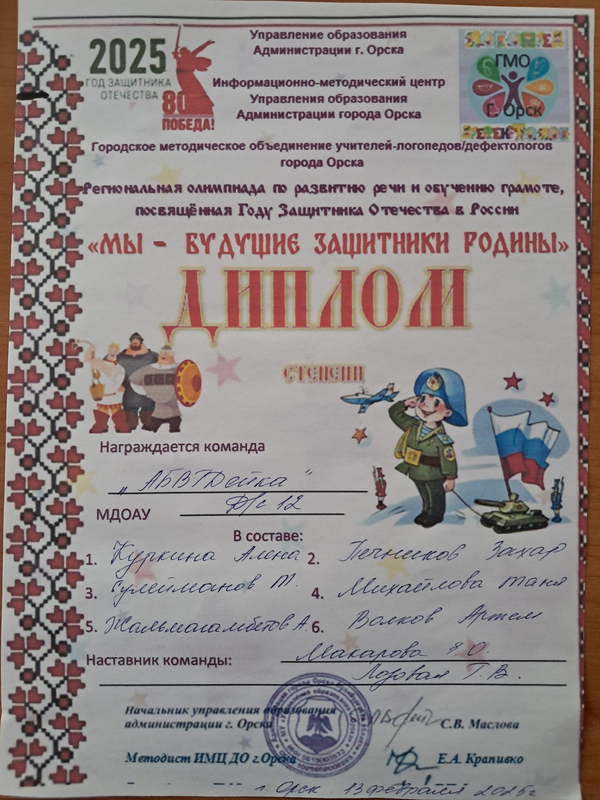 2025
ГОД ЗАЩИТНИКА
ОТЕЧЕСТВА
80
ПОБЕДА!
Управление образования
Администрации г. Орска
Информационно-методический центр
Управления образования
Администрации города Орска
ГМО
г. Орск
Городское методическое объединение учителей-логопедов/дефектологов
города Орска
Региональная олимпиада по развитию речи и обучению грамоте,
посвящённая Году Защитника Отечества в России
«МЫ - БУДУЩИЕ ЗАЩИТНИКИ РОДИНЫ»
ДИПЛОМ
СТЕПЕНИ
Награждается команда
„АБВГДейка"
МДОАУ Д/с 12
В составе:
1. Куркина Алена 2. Печников Захар
3. Сулейманов Т. 4. Михайлова Таня
5. Жалмагамбетов А. 6. Волков Артем
Наставник команды: Макарова Я.О.
Лозовая Г.В.
Начальник управления образования
администрации г. Орска С.В. Маслова
Методист ИМЦ ДО г.Орска Е.А. Крапивко
г. Орск 13 февраля 2025г